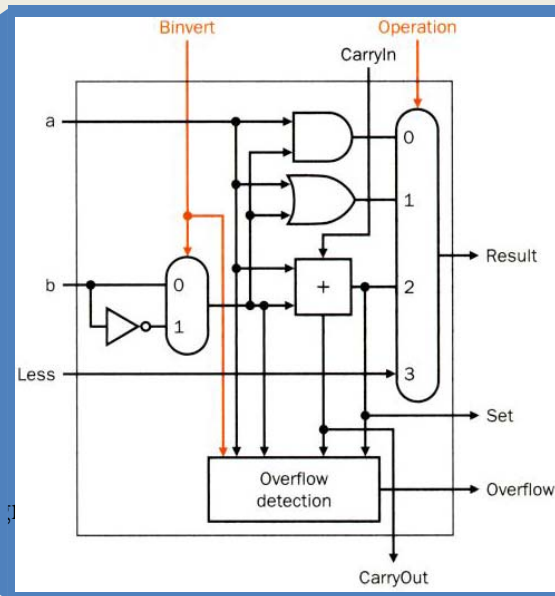 Binvert
Operation
CarryIn
a
0
1
Result
b
0
+
2
1
Less
3
Set
Overflow
detection
Overflow
CarryOut